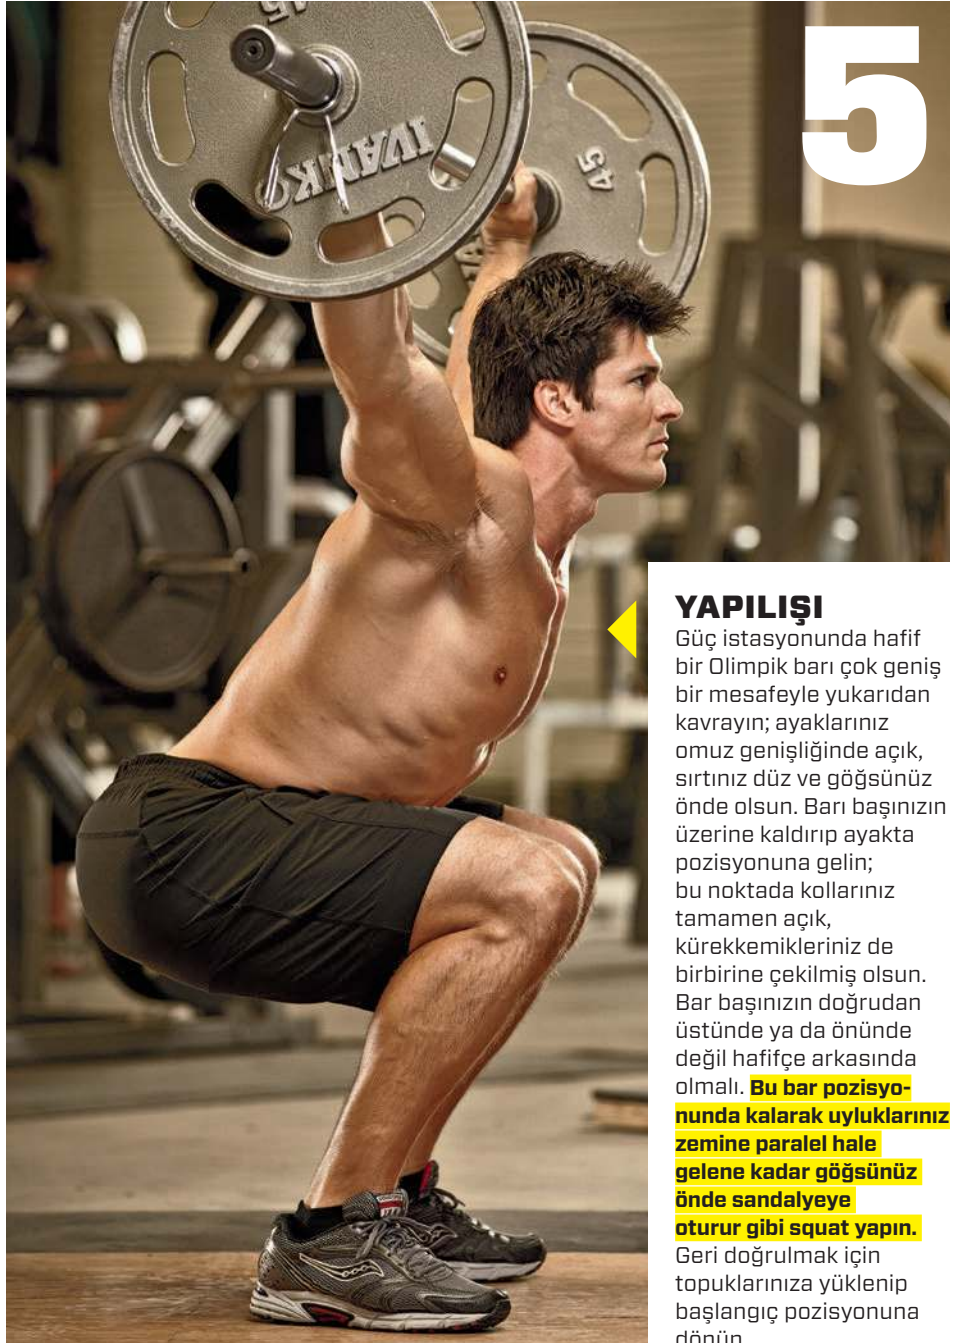 45
IVANKO
45
5
YAPILIŞI
Güç istasyonunda hafif
bir Olimpik barı çok geniş
bir mesafeyle yukarıdan
kavrayın; ayaklarınız
omuz genişliğinde açık,
sırtınız düz ve göğsünüz
önde olsun. Barı başınızın
üzerine kaldırıp ayakta
pozisyonuna gelin;
bu noktada kollarınız
tamamen açık,
kürekkemikleriniz de
birbirine çekilmiş olsun.
Bar başınızın doğrudan
üstünde ya da önünde
değil hafifçe arkasında
olmalı. Bu bar pozisyo-
nunda kalarak uyluklarınız
zemine paralel hale
gelene kadar göğsünüz
önde sandalyeye
oturur gibi squat yapın.
Geri doğrulmak için
topuklarınıza yüklenip
başlangıç pozisyonuna
dönün.